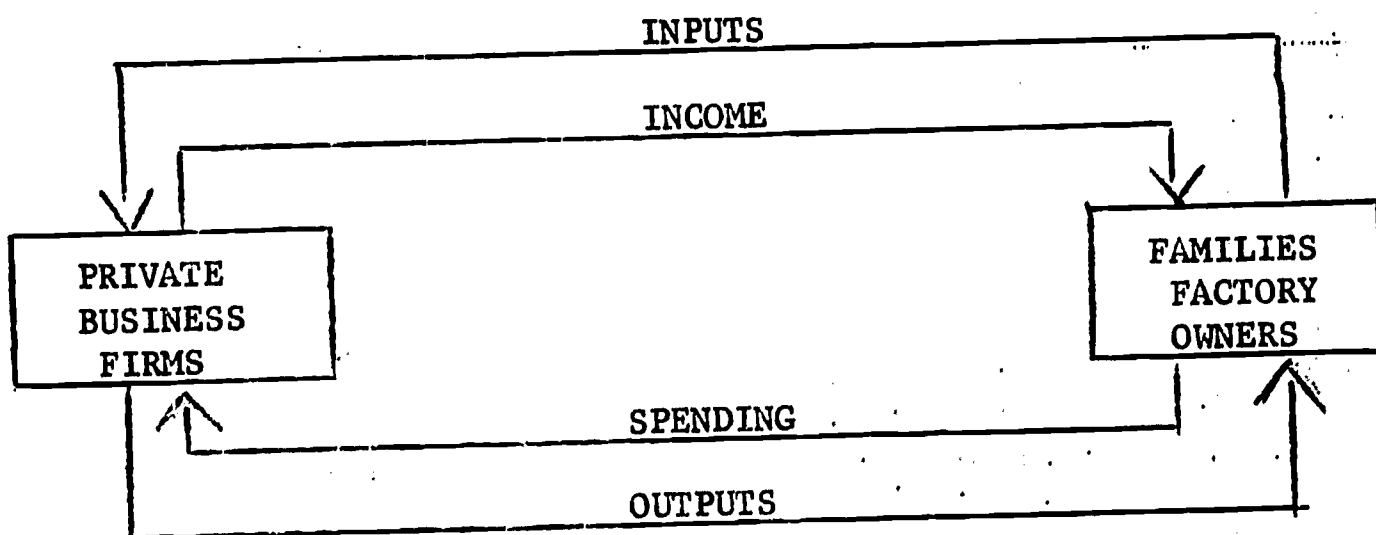 INPUTS
INCOME
PRIVATE
BUSINESS
FIRMS
FAMILIES
FACTORY
OWNERS
SPENDING
OUTPUTS